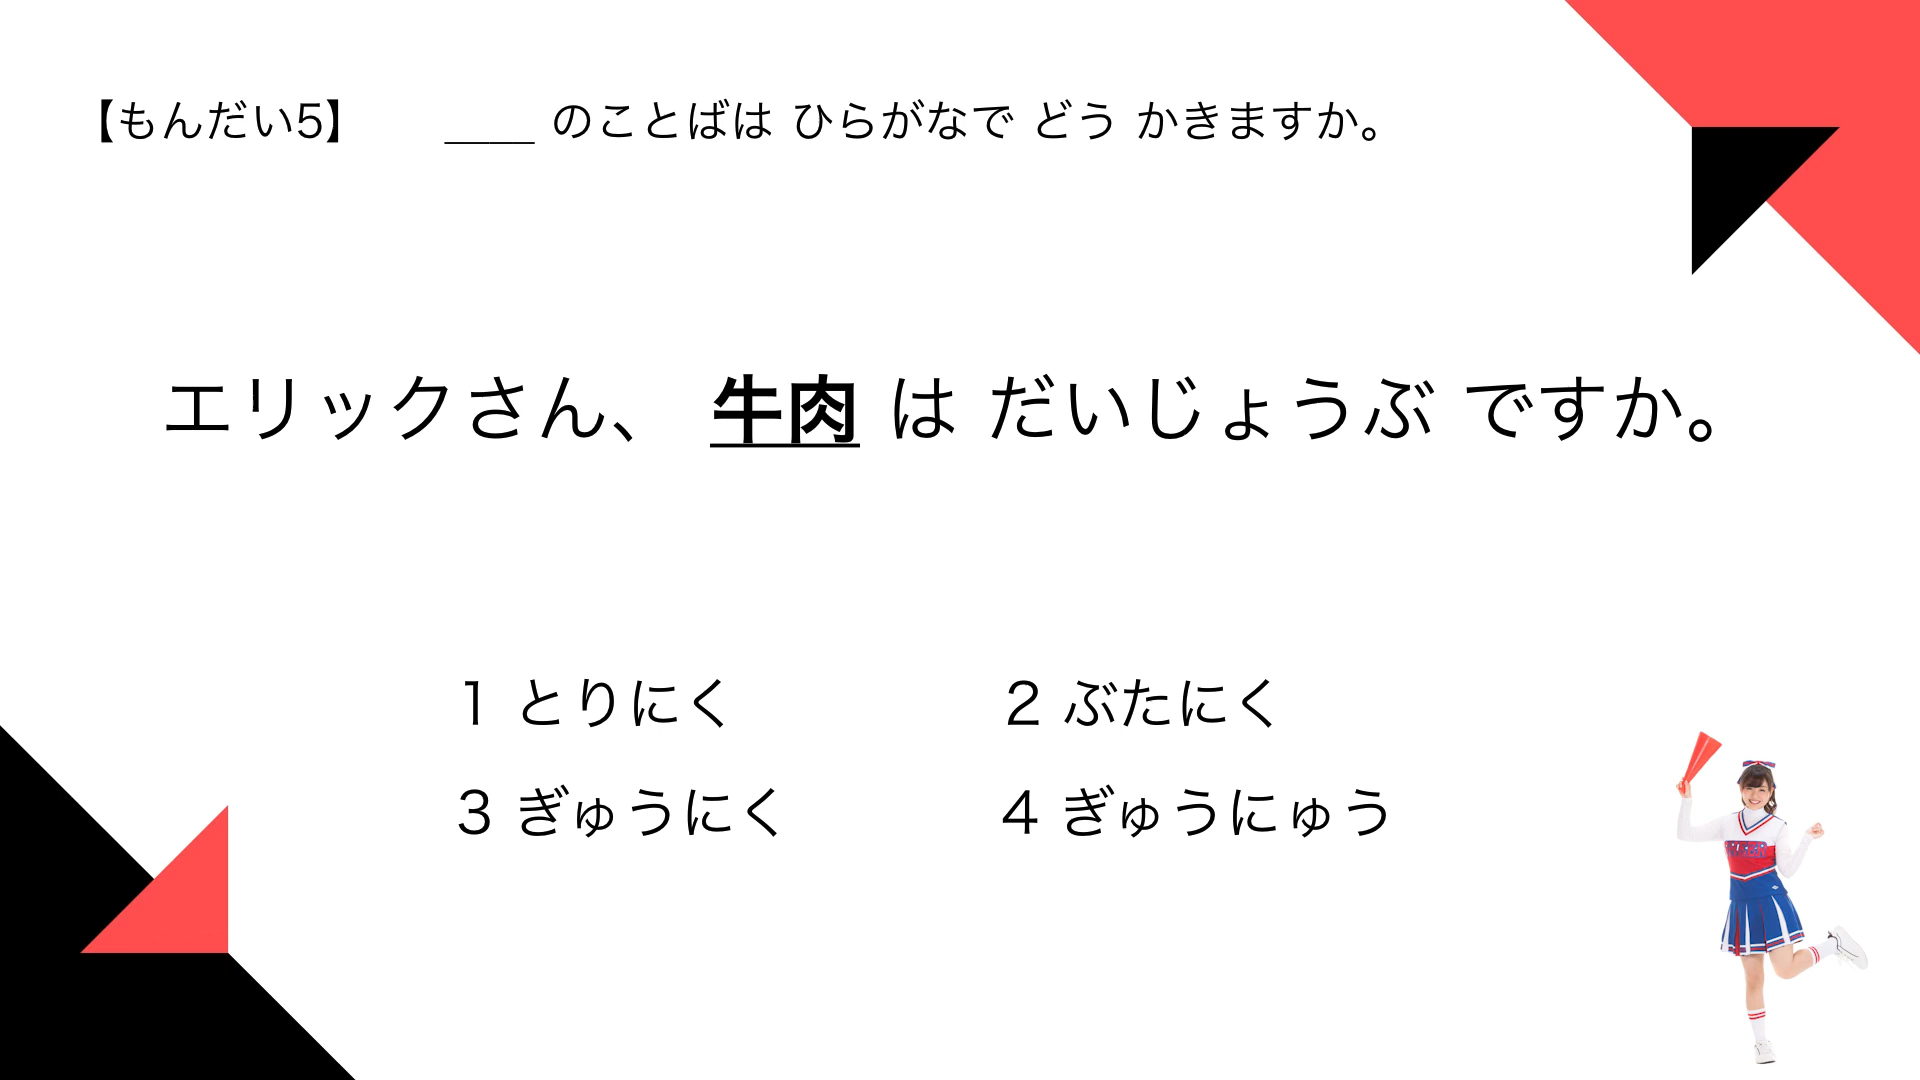 【もんだい5】 ____ のことばは ひらがなで どう かきますか。
エリックさん、 牛肉 は だいじょうぶ ですか。
1 とりにく 2 ぶたにく
3 ぎゅうにく 4 ぎゅうにゅう